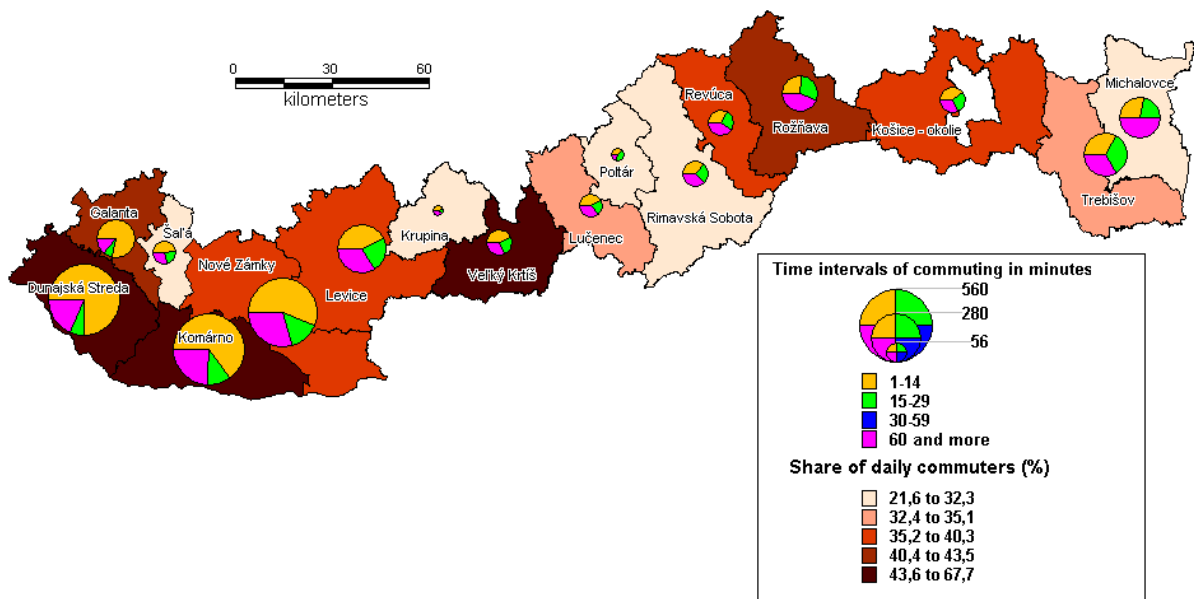 0 30 60
kilometers
Michalovce
Revúca
Rožňava
Košice - okolie
Poltár
Trebišov
Galanta
Rimavská Sobota
Šaľa
Krupina
Lučenec
Nové Zámky
Veľký Krtíš
Dunajská Streda
Levice
Komárno
Time intervals of commuting in minutes
560
280
56
1-14
15-29
30-59
60 and more
Share of daily commuters (%)
21,6 to 32,3
32,4 to 35,1
35,2 to 40,3
40,4 to 43,5
43,6 to 67,7